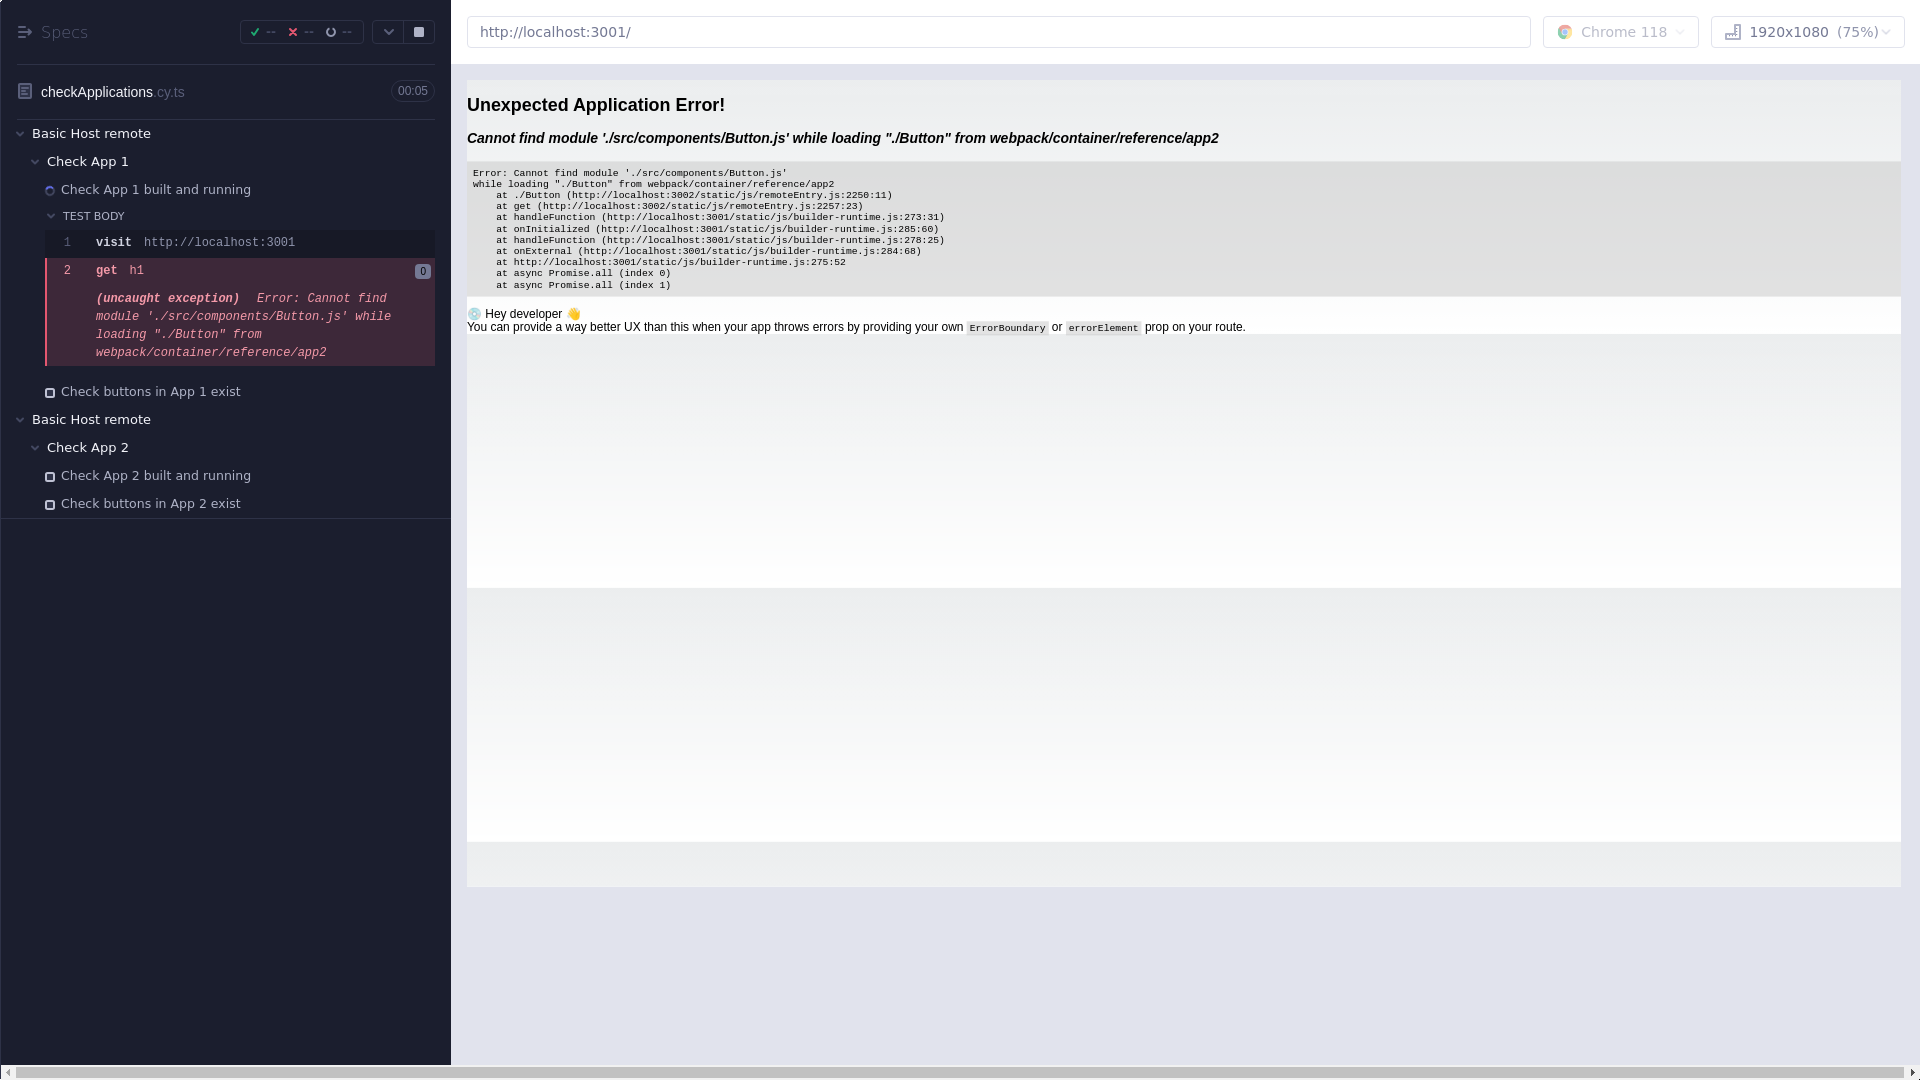 Specs
-- -- --
checkApplications.cy.ts 00:05
Basic Host remote
Check App 1
Check App 1 built and running
TEST BODY
1 visit http://localhost:3001
2 get h1 0
(uncaught exception) Error: Cannot find
module './src/components/Button.js' while
loading "./Button" from
webpack/container/reference/app2
Check buttons in App 1 exist
Basic Host remote
Check App 2
Check App 2 built and running
Check buttons in App 2 exist
http://localhost:3001/
Chrome 118
1920x1080 (75%)
Unexpected Application Error!
Cannot find module './src/components/Button.js' while loading "./Button" from webpack/container/reference/app2
Error: Cannot find module './src/components/Button.js'
while loading "./Button" from webpack/container/reference/app2
at ./Button (http://localhost:3002/static/js/remoteEntry.js:2250:11)
at get (http://localhost:3002/static/js/remoteEntry.js:2257:23)
at handleFunction (http://localhost:3001/static/js/builder-runtime.js:273:31)
at onInitialized (http://localhost:3001/static/js/builder-runtime.js:285:60)
at handleFunction (http://localhost:3001/static/js/builder-runtime.js:278:25)
at onExternal (http://localhost:3001/static/js/builder-runtime.js:284:68)
at http://localhost:3001/static/js/builder-runtime.js:275:52
at async Promise.all (index 0)
at async Promise.all (index 1)
💿 Hey developer 👋
You can provide a way better UX than this when your app throws errors by providing your own ErrorBoundary or errorElement prop on your route.